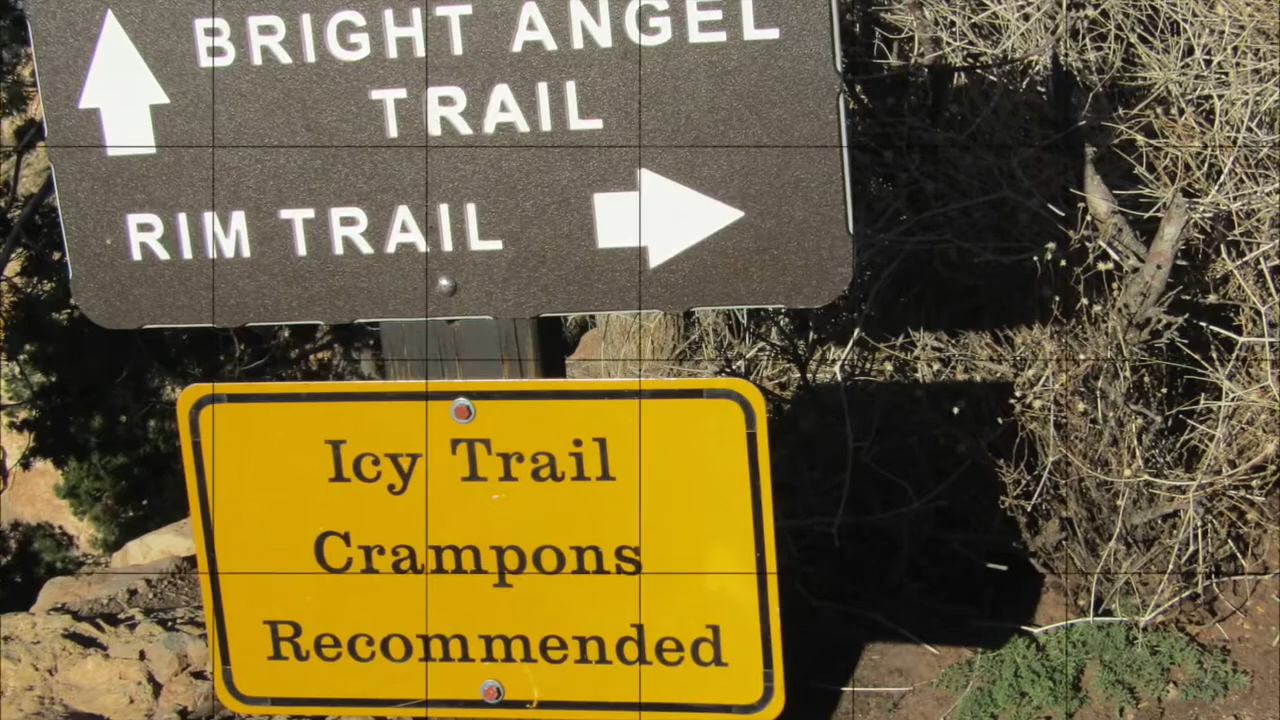 BRIGHT ANGEL
TRAIL
RIM TRAIL
Icy Trail
Crampons
Recommended